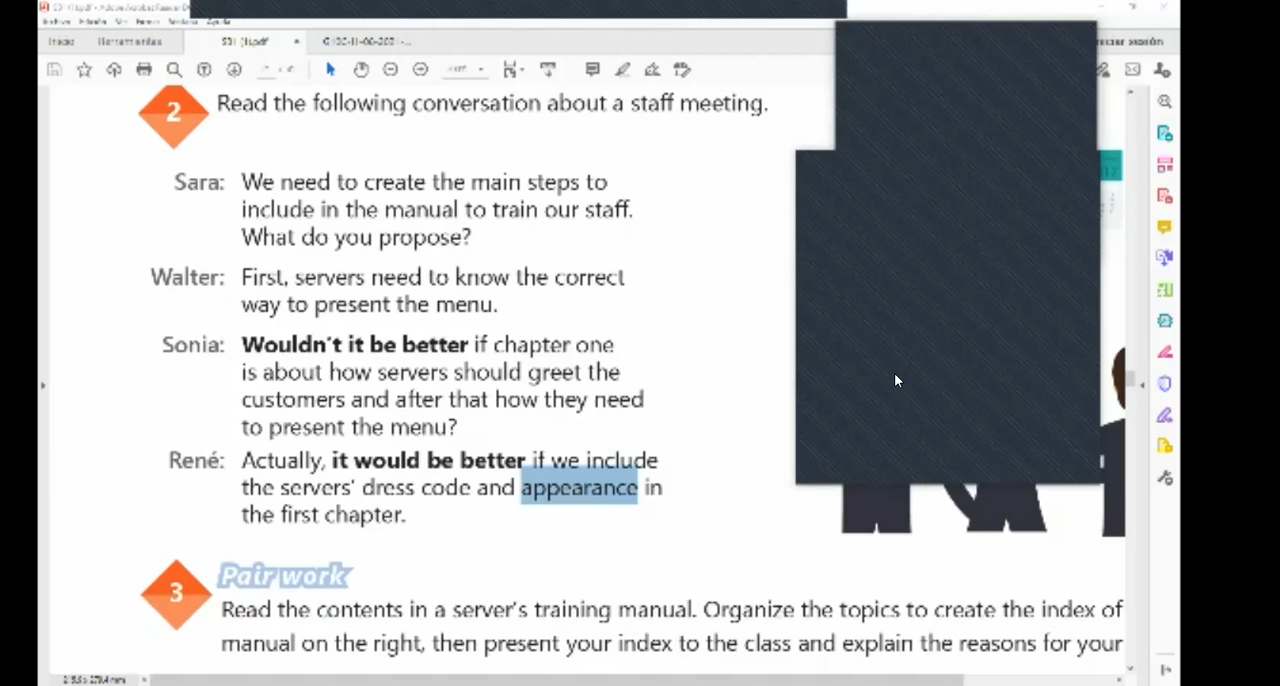 Inicio Herramientas S01 (1).pdf
2 Read the following conversation about a staff meeting.
Sara: We need to create the main steps to
include in the manual to train our staff.
What do you propose?
Walter: First, servers need to know the correct
way to present the menu.
Sonia: Wouldn't it be better if chapter one
is about how servers should greet the
customers and after that how they need
to present the menu?
René: Actually, it would be better if we include
the servers' dress code and appearance in
the first chapter.
3 Pair work
Read the contents in a server's training manual. Organize the topics to create the index of
manual on the right, then present your index to the class and explain the reasons for your